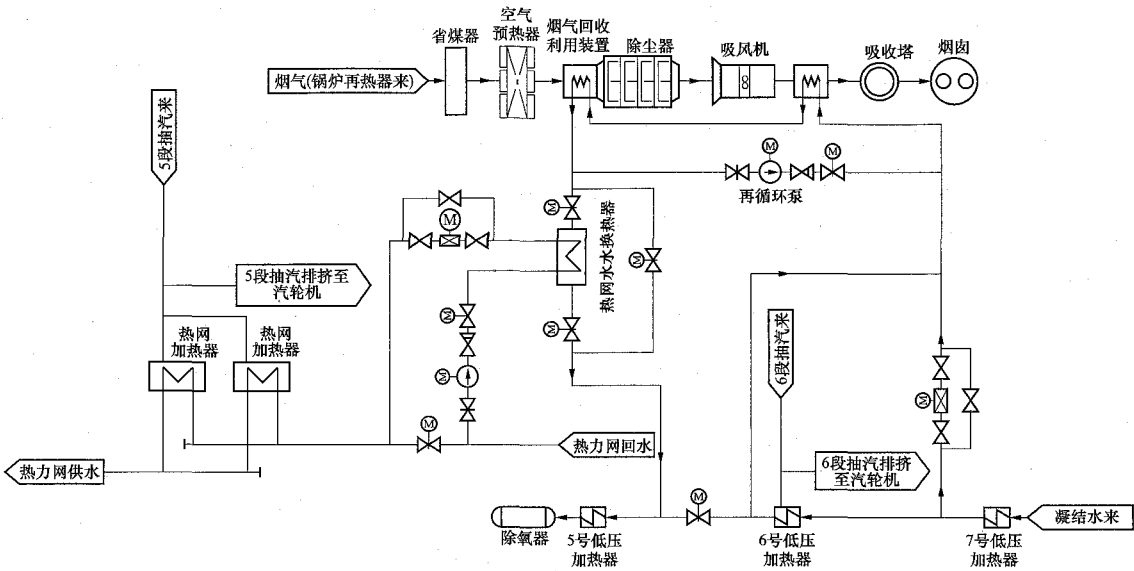 空气
预热器
省煤器
烟气回收
利用装置
除尘器
吸风机
吸收塔
烟囱
烟气(锅炉再热器来)
5段抽汽来
M
M
再循环泵
M
M
热网水水换热器
M
5段抽汽排挤至
汽轮机
M
M
6段抽汽来
热网
加热器
热网
加热器
M
M
M
热力网回水
热力网供水
6段抽汽排挤
至汽轮机
M
除氧器
5号低压
加热器
6号低压
加热器
7号低压
加热器
凝结水来